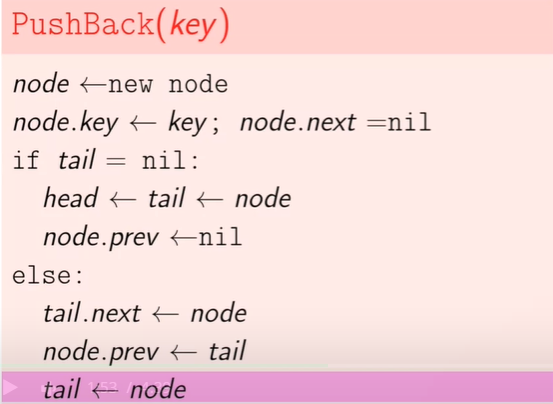 PushBack(key)
node ←new node
node.key ← key; node.next =nil
if tail = nil:
head ← tail ← node
node.prev ←nil
else:
tail.next ← node
node.prev ← tail
tail ← node